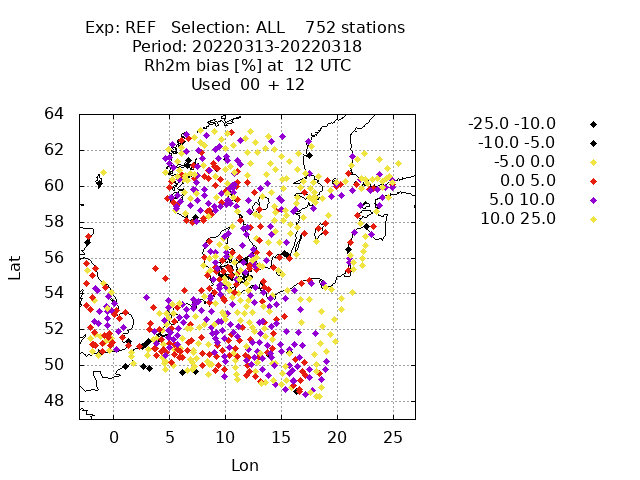 Exp: REF   Selection: ALL    752 stations
Period: 20220313-20220318
Rh2m bias [%] at  12 UTC
Used  00 + 12
64
62
60
58
56
54
52
50
48
0 5 10 15 20 25
Lat
Lon
-25.0 -10.0
-10.0 -5.0
-5.0 0.0
0.0 5.0
5.0 10.0
10.0 25.0